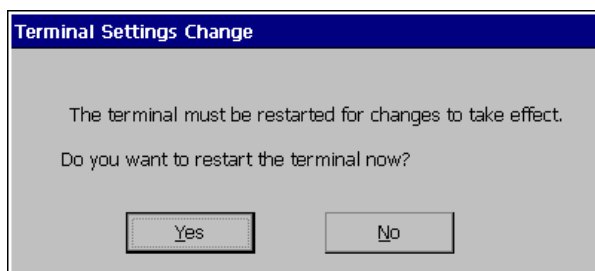 Terminal Settings Change
The terminal must be restarted for changes to take effect.
Do you want to restart the terminal now?
Yes No